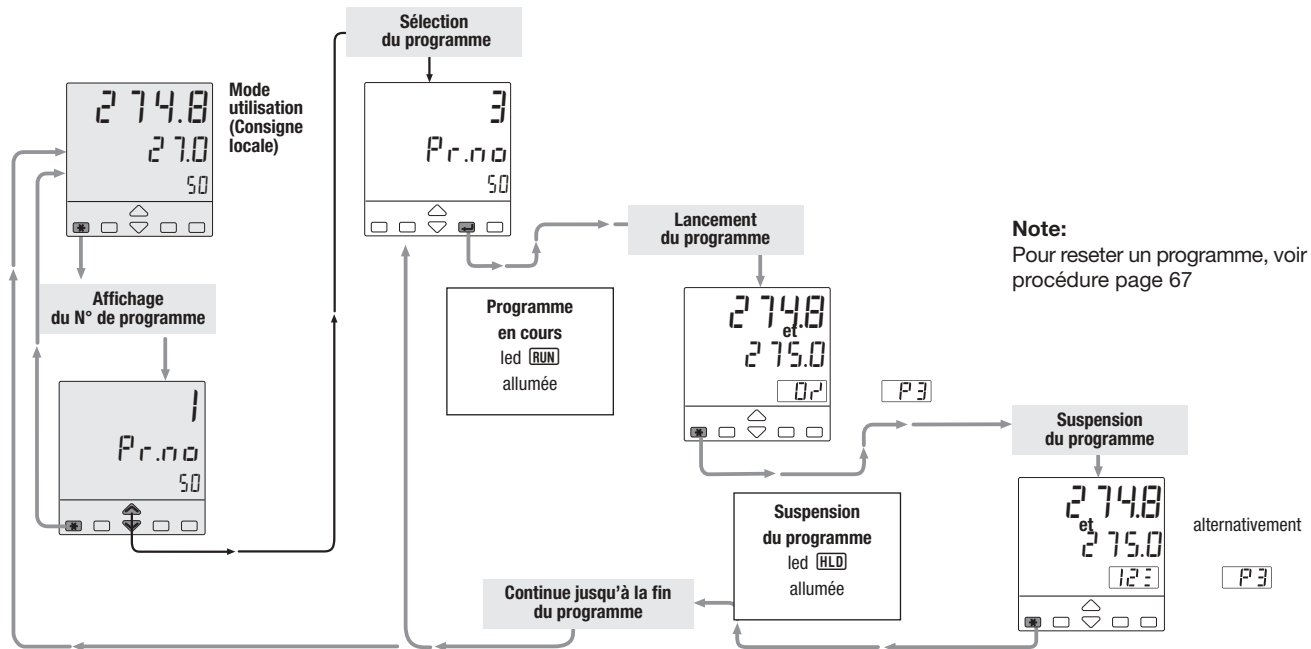 Sélection
du programme
274.8
27.0
50
Mode
utilisation
(Consigne
locale)
3
Pr.no
50
Affichage
du N° de programme
1
Pr.no
50
Lancement
du programme
Note:
Pour reseter un programme, voir
procédure page 67
Programme
en cours
led RUN
allumée
274.8
et
275.0
P3
Suspension
du programme
Suspension
du programme
led HLD
allumée
274.8
et
275.0
alternativement
P3
Continue jusqu'à la fin
du programme